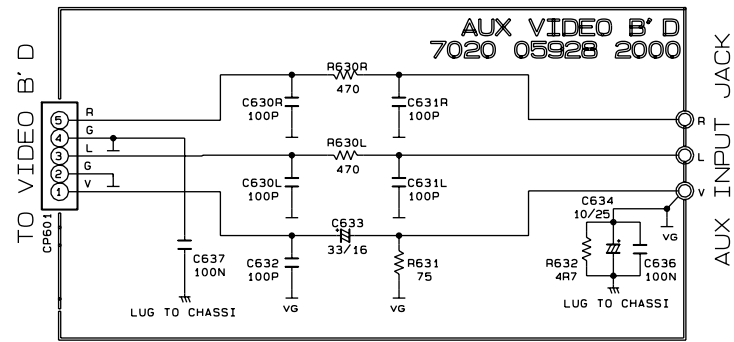 AUX VIDEO B' D
7020 05928 2000
TO VIDEO B' D
AUX INPUT JACK
CP601
5
4
3
2
1
R
G
L
G
V
R630R
470
C630R
100P
C631R
100P
R630L
470
C630L
100P
C631L
100P
C633
33/16
C632
100P
R631
75
VG
VG
C637
100N
LUG TO CHASSI
R
L
V
C634
10/25
VG
R632
4R7
C636
100N
LUG TO CHASSI